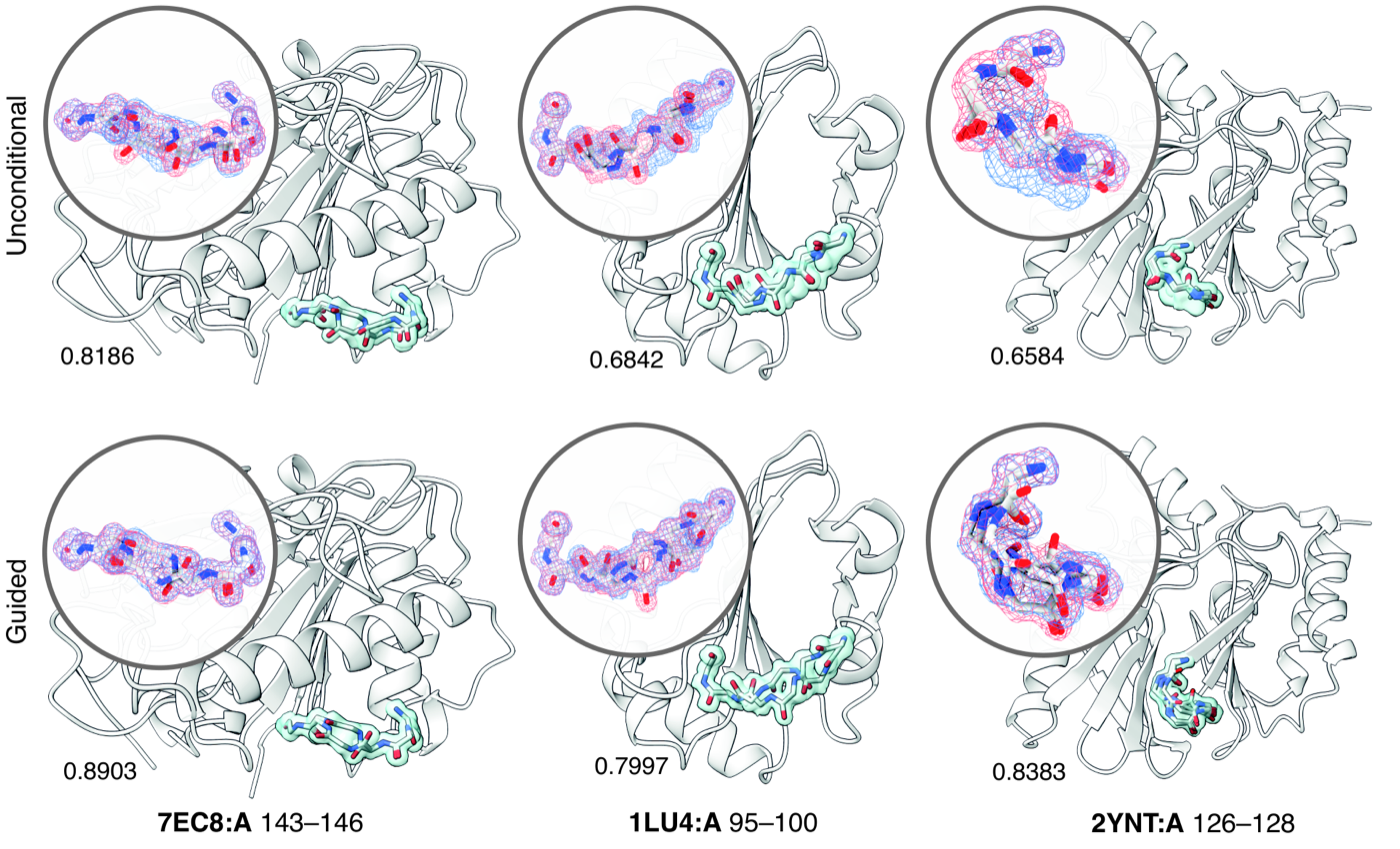 Unconditional
0.8186
0.6842
0.6584
Guided
0.8903
0.7997
0.8383
7EC8:A 143–146
1LU4:A 95–100
2YNT:A 126–128